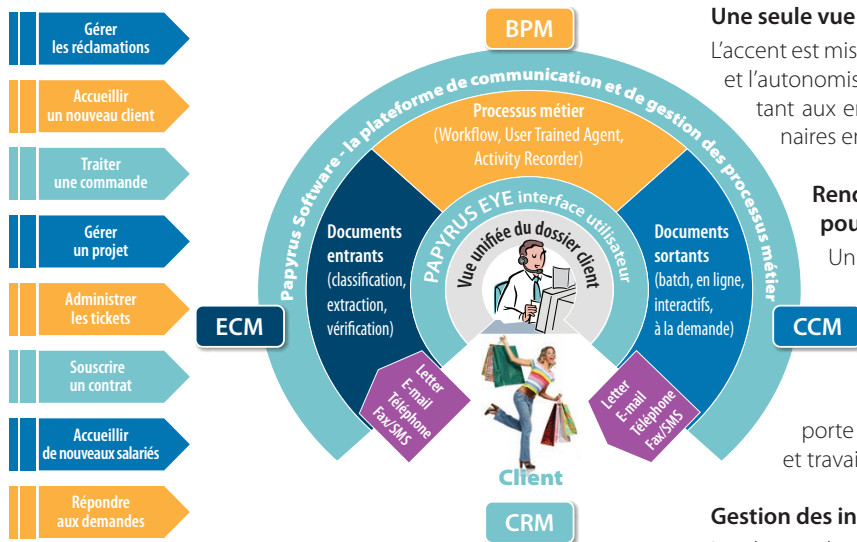 Gérer
les réclamations
Accueillir
un nouveau client
Traiter
une commande
Gérer
un projet
Administrer
les tickets
Souscrire
un contrat
Accueillir
de nouveaux salariés
Répondre
aux demandes
BPM
Papyrus Software - la plateforme de communication et de gestion des processus métier
Processus métier
(Workflow, User Trained Agent,
Activity Recorder)
PAPYRUS EYE interface utilisateur
Vue unifiée du dossier client
Documents
entrants
(classification,
extraction,
vérification)
Documents
sortants
(batch, en ligne,
interactifs,
à la demande)
ECM
CCM
Letter
E-mail
Téléphone
Fax/SMS
Letter
E-mail
Téléphone
Fax/SMS
Client
CRM
Une seule vue
L'accent est mis
et l'autonomis
tant aux en
naires en
Rend
pou
Un
porte
et travai
Gestion des in